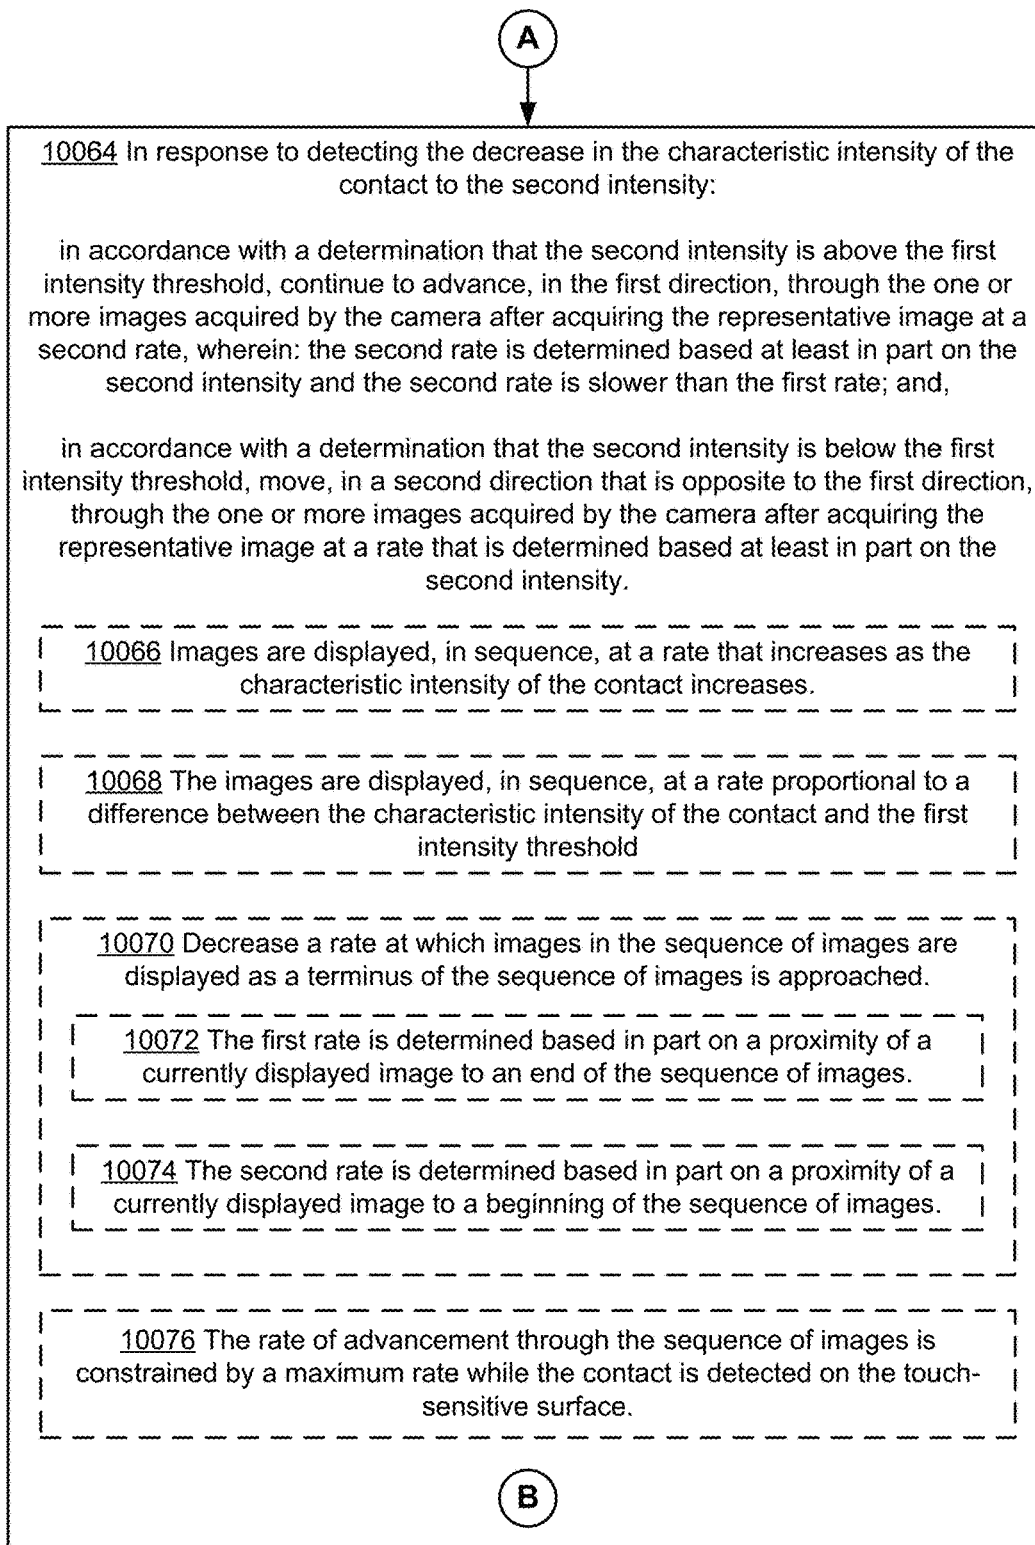 A
10064 In response to detecting the decrease in the characteristic intensity of the
contact to the second intensity:
in accordance with a determination that the second intensity is above the first
intensity threshold, continue to advance, in the first direction, through the one or
more images acquired by the camera after acquiring the representative image at a
second rate, wherein: the second rate is determined based at least in part on the
second intensity and the second rate is slower than the first rate; and,
in accordance with a determination that the second intensity is below the first
intensity threshold, move, in a second direction that is opposite to the first direction,
through the one or more images acquired by the camera after acquiring the
representative image at a rate that is determined based at least in part on the
second intensity.
10066 Images are displayed, in sequence, at a rate that increases as the
characteristic intensity of the contact increases.
10068 The images are displayed, in sequence, at a rate proportional to a
difference between the characteristic intensity of the contact and the first
intensity threshold
10070 Decrease a rate at which images in the sequence of images are
displayed as a terminus of the sequence of images is approached.
10072 The first rate is determined based in part on a proximity of a
currently displayed image to an end of the sequence of images.
10074 The second rate is determined based in part on a proximity of a
currently displayed image to a beginning of the sequence of images.
10076 The rate of advancement through the sequence of images is
constrained by a maximum rate while the contact is detected on the touch-
sensitive surface.
B